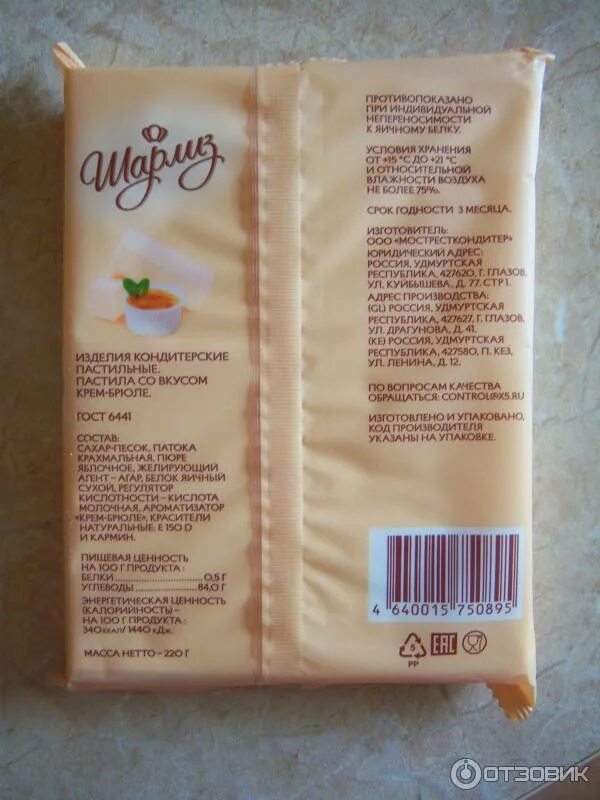 Шарлиз
ИЗДЕЛИЯ КОНДИТЕРСКИЕ
ПАСТИЛЬНЫЕ.
ПАСТИЛА СО ВКУСОМ
КРЕМ-БРЮЛЕ.
ГОСТ 6441
СОСТАВ:
САХАР-ПЕСОК, ПАТОКА
КРАХМАЛЬНАЯ, ПЮРЕ
ЯБЛОЧНОЕ, ЖЕЛИРУЮЩИЙ
АГЕНТ – АГАР, БЕЛОК ЯИЧНЫЙ
СУХОЙ, РЕГУЛЯТОР
КИСЛОТНОСТИ – КИСЛОТА
МОЛОЧНАЯ, АРОМАТИЗАТОР
«КРЕМ-БРЮЛЕ», КРАСИТЕЛИ
НАТУРАЛЬНЫЕ: Е 150 D
И КАРМИН.
ПИЩЕВАЯ ЦЕННОСТЬ
НА 100 Г ПРОДУКТА :
БЕЛКИ 0,5 Г
УГЛЕВОДЫ 84,0 Г
ЭНЕРГЕТИЧЕСКАЯ ЦЕННОСТЬ
(КАЛОРИЙНОСТЬ) –
НА 100 Г ПРОДУКТА :
340 ККАЛ/ 1440 КДЖ.
МАССА НЕТТО – 220 Г
ПРОТИВОПОКАЗАНО
ПРИ ИНДИВИДУАЛЬНОЙ
НЕПЕРЕНОСИМОСТИ
К ЯИЧНОМУ БЕЛКУ.
УСЛОВИЯ ХРАНЕНИЯ
ОТ +15 °С ДО +21 °С
И ОТНОСИТЕЛЬНОЙ
ВЛАЖНОСТИ ВОЗДУХА
НЕ БОЛЕЕ 75%.
СРОК ГОДНОСТИ 3 МЕСЯЦА.
ИЗГОТОВИТЕЛЬ:
ООО «МОСТРЕСТКОНДИТЕР»
ЮРИДИЧЕСКИЙ АДРЕС:
РОССИЯ, УДМУРТСКАЯ
РЕСПУБЛИКА, 427620, Г. ГЛАЗОВ,
УЛ. КУЙБЫШЕВА, Д. 77. СТР 1.
АДРЕС ПРОИЗВОДСТВА:
(GL) РОССИЯ, УДМУРТСКАЯ
РЕСПУБЛИКА, 427627, Г. ГЛАЗОВ,
УЛ. ДРАГУНОВА, Д. 41.
(KE) РОССИЯ, УДМУРТСКАЯ
РЕСПУБЛИКА, 427580, П. КЕЗ,
УЛ. ЛЕНИНА, Д. 12.
ПО ВОПРОСАМ КАЧЕСТВА
ОБРАЩАТЬСЯ: CONTROL@X5.RU
ИЗГОТОВЛЕНО И УПАКОВАНО,
КОД ПРОИЗВОДИТЕЛЯ
УКАЗАНЫ НА УПАКОВКЕ.
4 640015 750895
5
PP
EAC
ОТЗОВИК